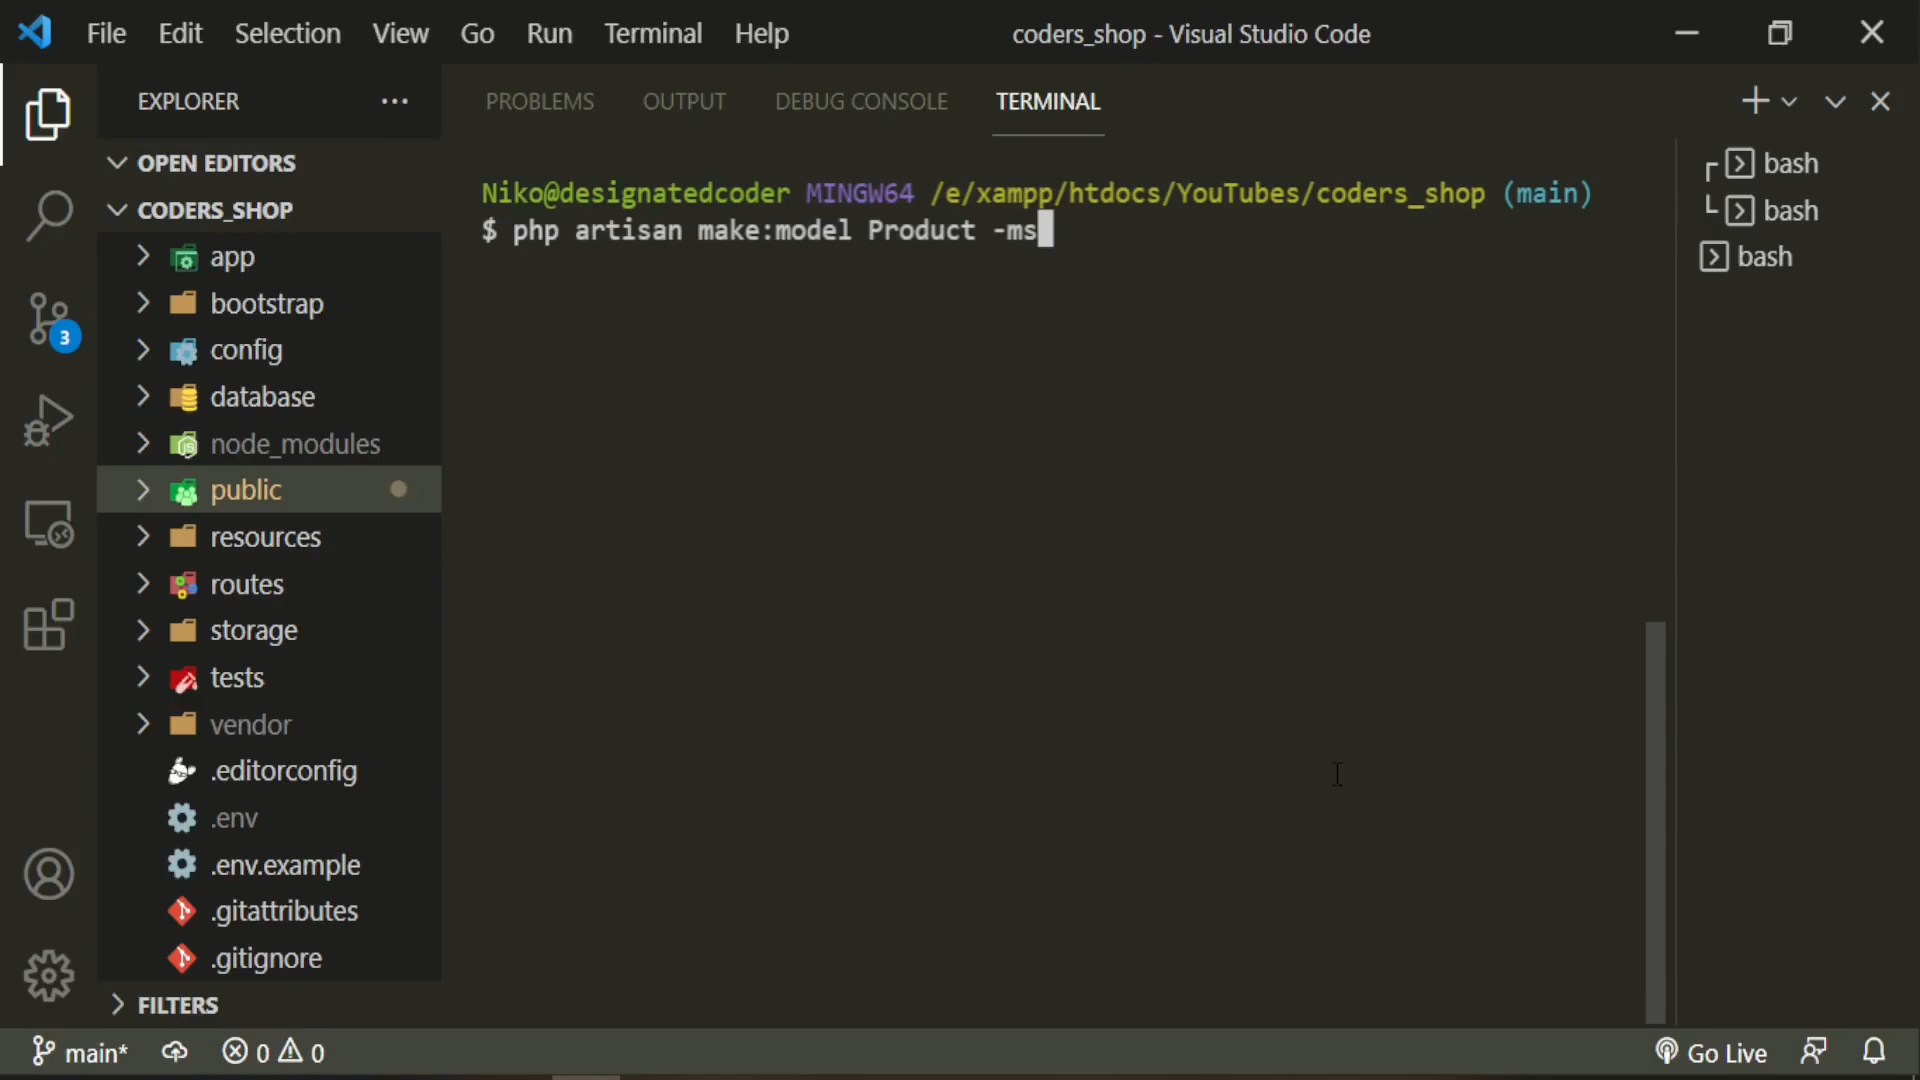 File Edit Selection View Go Run Terminal Help
coders_shop - Visual Studio Code
EXPLORER
PROBLEMS OUTPUT DEBUG CONSOLE TERMINAL
OPEN EDITORS
CODERS_SHOP
app
bootstrap
config
database
node_modules
public
resources
routes
storage
tests
vendor
.editorconfig
.env
.env.example
.gitattributes
.gitignore
FILTERS
Niko@designatedcoder MINGW64 /e/xampp/htdocs/YouTubes/coders_shop (main)
$ php artisan make:model Product -ms
bash
bash
bash
3
main* 0 0
Go Live